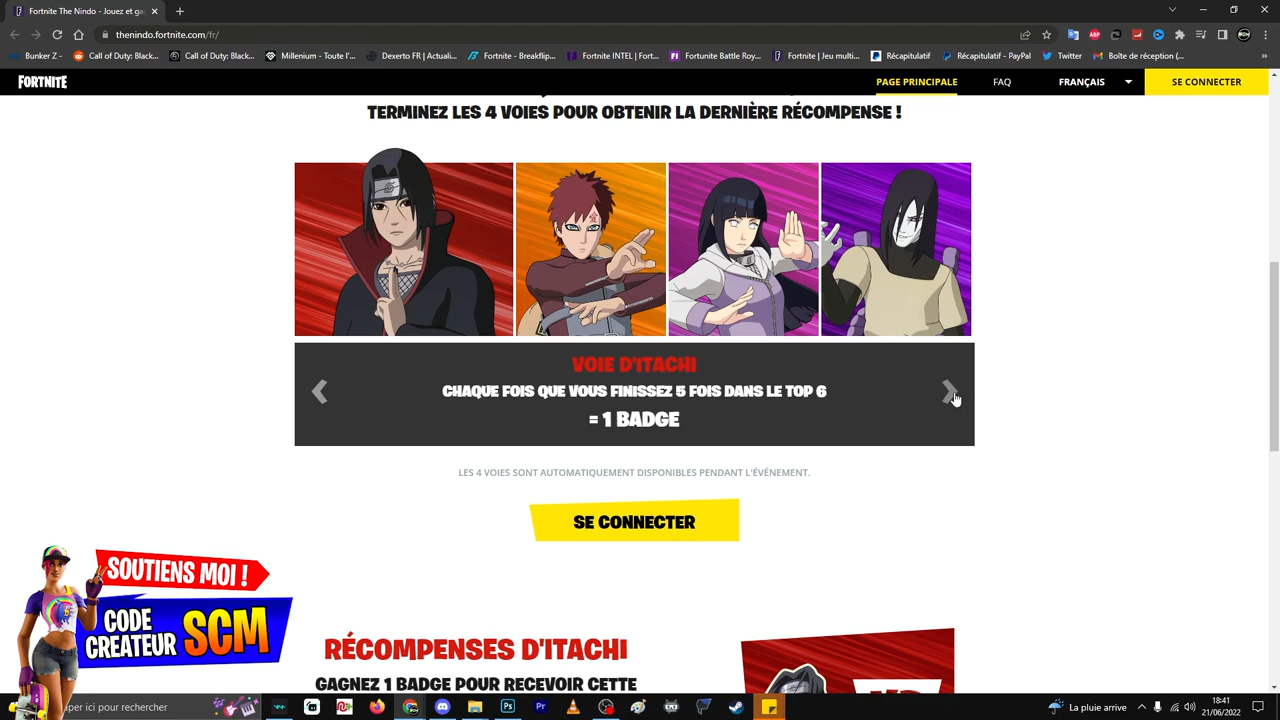 Fortnite - Jouez et ga
thenindo.fortnite.com/fr/
Bunker Z -
Call of Duty: Black...
Call of Duty: Black...
Millenium - Toute l'...
Dexerto FR | Actuali...
Fortnite - Breakflip...
Fortnite INTEL | Fort...
Fortunite Battle Roy...
Fortnite | Jeu multi...
Récapitulatif
Récapitulatif - PayPal
Twitter
Boîte de réception (...
»
FORTNITE
PAGE PRINCIPALE
FAQ
FRANÇAIS
SE CONNECTER
TERMINEZ LES 4 VOIES POUR OBTENIR LA DERNIÈRE RÉCOMPENSE !
VOIE D'ITACHI
CHAQUE FOIS QUE VOUS FINISSEZ 5 FOIS DANS LE TOP 6
= 1 BADGE
LES 4 VOIES SONT AUTOMATIQUEMENT DISPONIBLES PENDANT L'ÉVÉNEMENT.
SE CONNECTER
SOUTIENS MOI !
CODE
CREATEUR SCM
RÉCOMPENSES D'ITACHI
GAGNEZ 1 BADGE POUR RECEVOIR CETTE
aper ici pour rechercher
La pluie arrive
18:41
21/06/2022